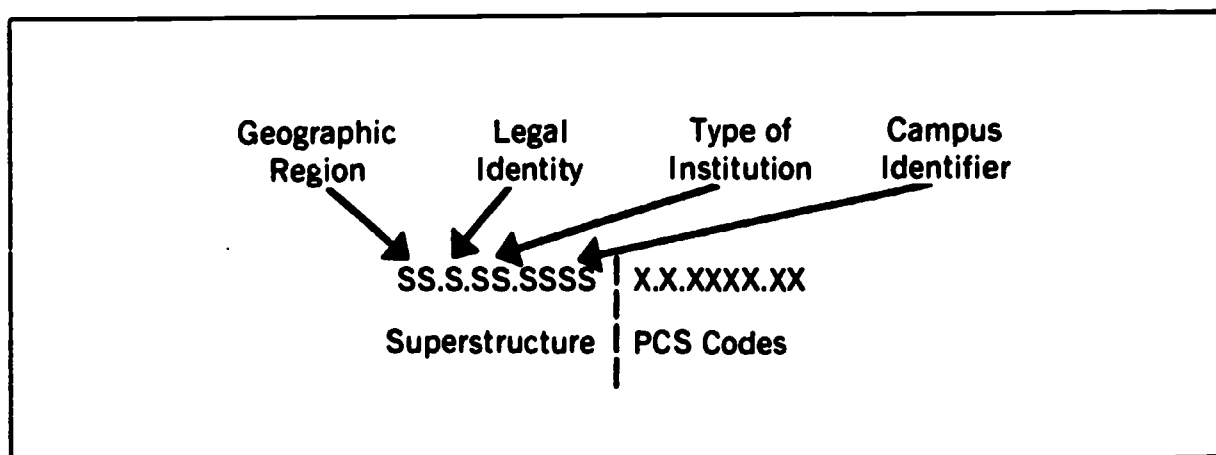 Geographic Region
Legal Identity
Type of Institution
Campus Identifier
SS.S.SS.SSSS X.X.XXXX.XX
Superstructure PCS Codes